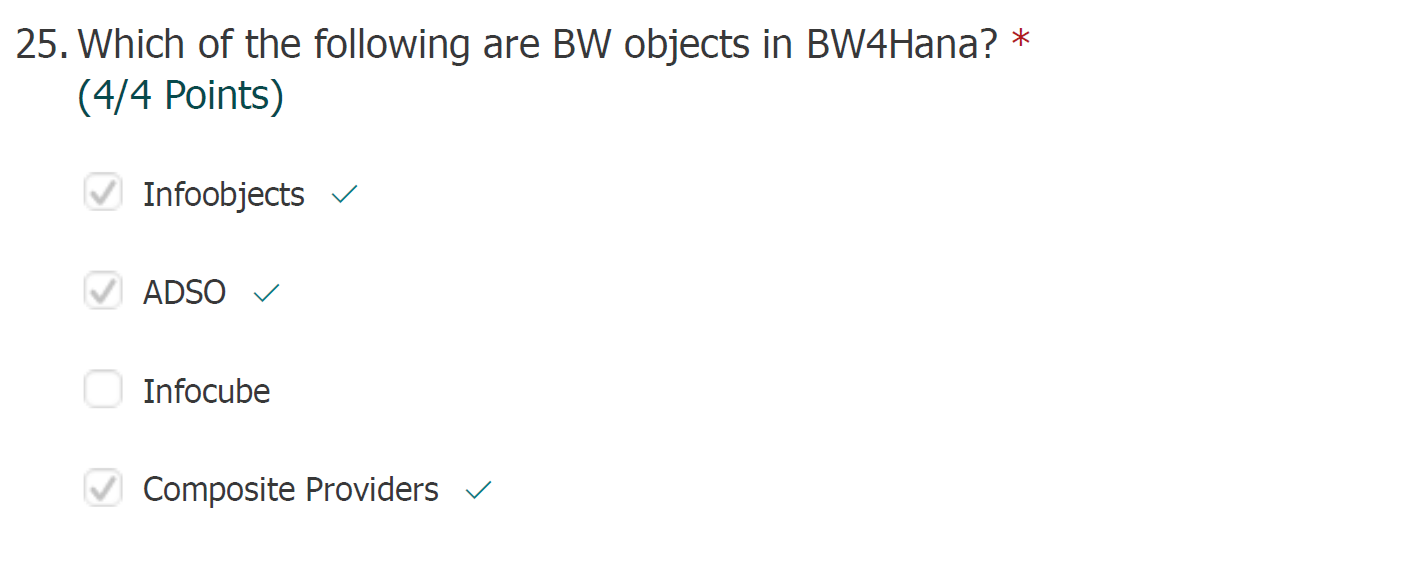 25. Which of the following are BW objects in BW4Hana? *
(4/4 Points)
Infoobjects
ADSO
Infocube
Composite Providers